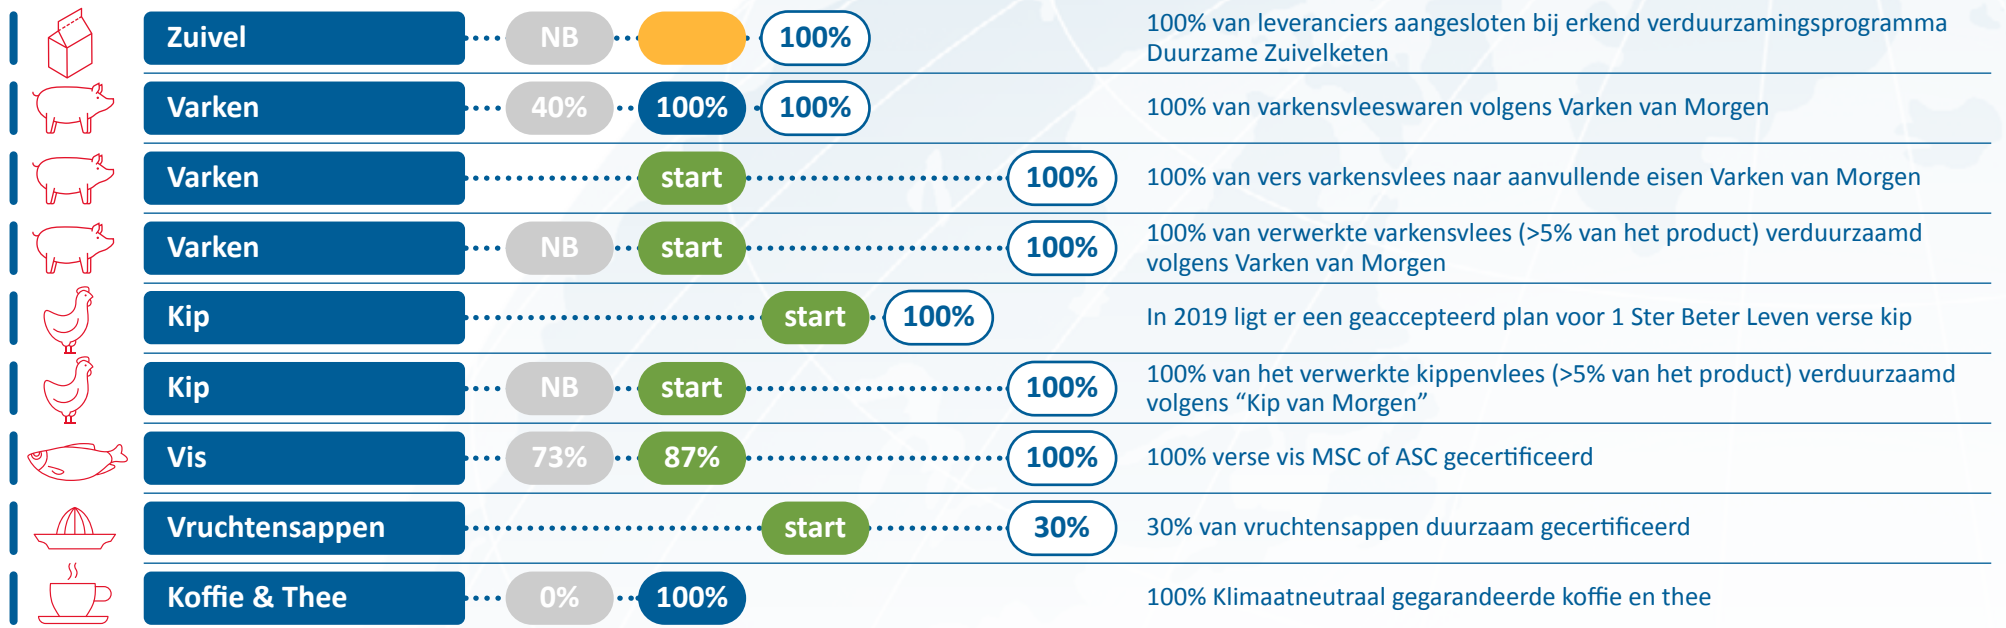 Zuivel NB 100% 100% van leveranciers aangesloten bij erkend verduurzamingsprogramma
Duurzame Zuivelketen
Varken 40% 100% 100% 100% van varkensvleeswaren volgens Varken van Morgen
Varken start 100% 100% van vers varkensvlees naar aanvullende eisen Varken van Morgen
Varken NB start 100% 100% van verwerkte varkensvlees (>5% van het product) verduurzaamd
volgens Varken van Morgen
Kip start 100% In 2019 ligt er een geaccepteerd plan voor 1 Ster Beter Leven verse kip
Kip NB start 100% 100% van het verwerkte kippenvlees (>5% van het product) verduurzaamd
volgens “Kip van Morgen”
Vis 73% 87% 100% 100% verse vis MSC of ASC gecertificeerd
Vruchtensappen start 30% 30% van vruchtensappen duurzaam gecertificeerd
Koffie & Thee 0% 100% 100% Klimaatneutraal gegarandeerde koffie en thee